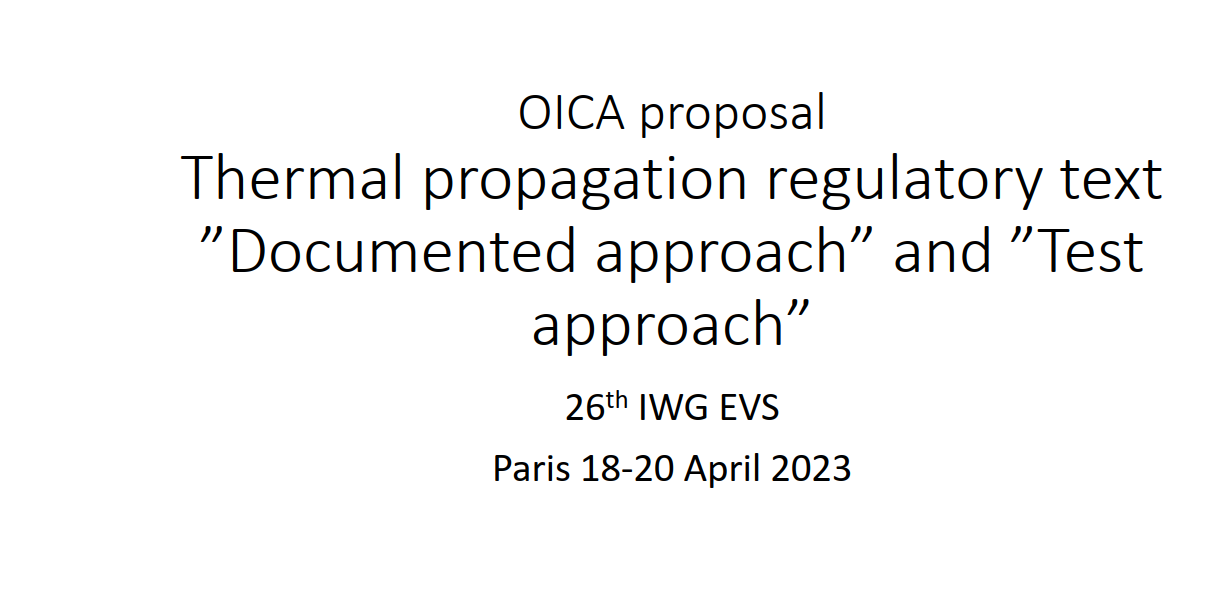 OICA proposal
Thermal propagation regulatory text
”Documented approach” and ”Test
approach”
26th IWG EVS
Paris 18-20 April 2023